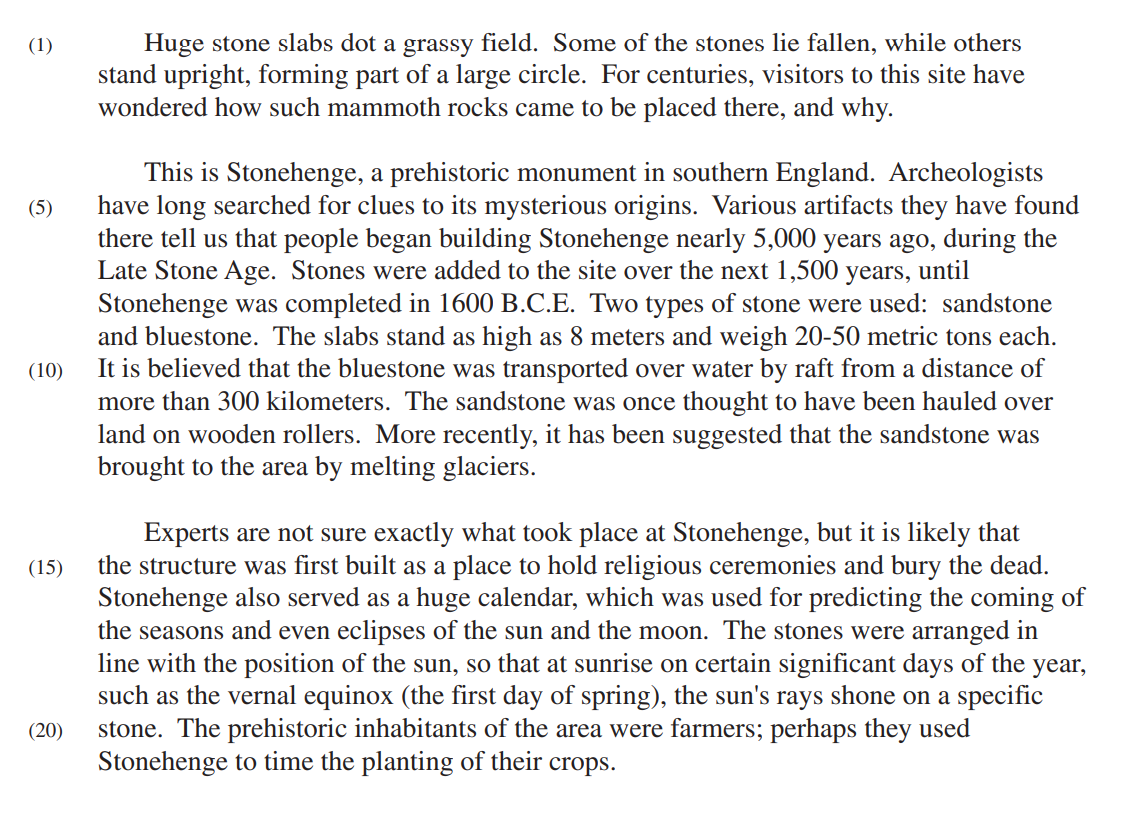 (1) Huge stone slabs dot a grassy field. Some of the stones lie fallen, while others
stand upright, forming part of a large circle. For centuries, visitors to this site have
wondered how such mammoth rocks came to be placed there, and why.
This is Stonehenge, a prehistoric monument in southern England. Archeologists
(5) have long searched for clues to its mysterious origins. Various artifacts they have found
there tell us that people began building Stonehenge nearly 5,000 years ago, during the
Late Stone Age. Stones were added to the site over the next 1,500 years, until
Stonehenge was completed in 1600 B.C.E. Two types of stone were used: sandstone
and bluestone. The slabs stand as high as 8 meters and weigh 20-50 metric tons each.
(10) It is believed that the bluestone was transported over water by raft from a distance of
more than 300 kilometers. The sandstone was once thought to have been hauled over
land on wooden rollers. More recently, it has been suggested that the sandstone was
brought to the area by melting glaciers.
Experts are not sure exactly what took place at Stonehenge, but it is likely that
(15) the structure was first built as a place to hold religious ceremonies and bury the dead.
Stonehenge also served as a huge calendar, which was used for predicting the coming of
the seasons and even eclipses of the sun and the moon. The stones were arranged in
line with the position of the sun, so that at sunrise on certain significant days of the year,
such as the vernal equinox (the first day of spring), the sun's rays shone on a specific
(20) stone. The prehistoric inhabitants of the area were farmers; perhaps they used
Stonehenge to time the planting of their crops.